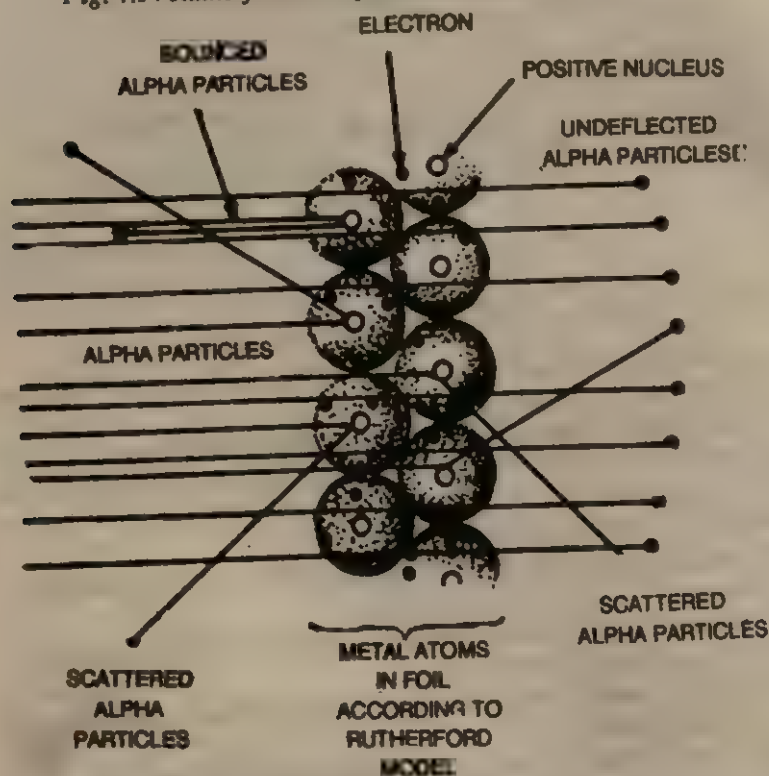 ELECTRON
BOUNCED
ALPHA PARTICLES
POSITIVE NUCLEUS
UNDEFLECTED
ALPHA PARTICLES
ALPHA PARTICLES
SCATTERED
ALPHA PARTICLES
SCATTERED
ALPHA
PARTICLES
METAL ATOMS
IN FOIL
ACCORDING TO
RUTHERFORD
MODEL